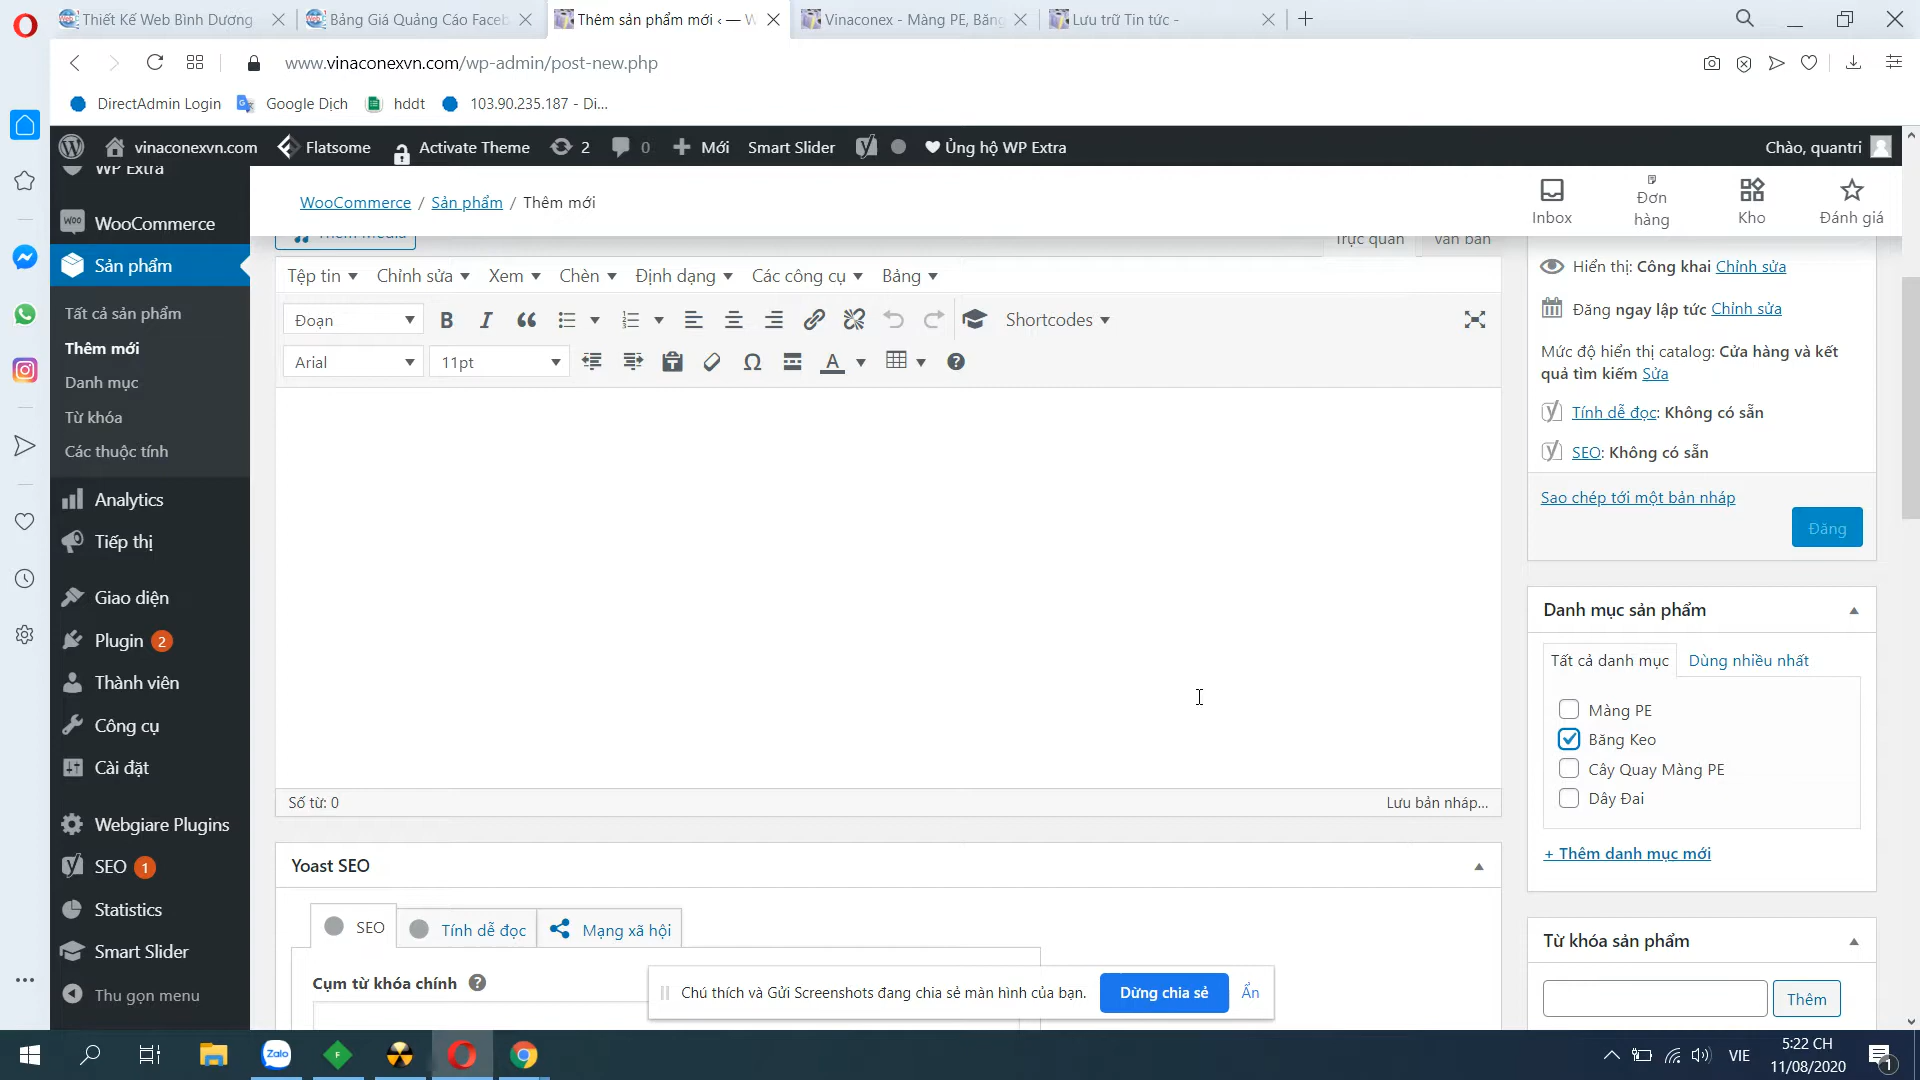 Thiết Kế Web Bình Dương
Bảng Giá Quảng Cáo Faceb
Thêm sản phẩm mới ‹ — W
Vinaconex - Màng PE, Băng
Lưu trữ Tin tức -
www.vinaconexvn.com/wp-admin/post-new.php
DirectAdmin Login
Google Dịch
hddt
103.90.235.187 - Di...
vinaconexvn.com
Flatsome
Activate Theme
2
0
Mới
Smart Slider
Ủng hộ WP Extra
Chào, quantri
WP Extra
WooCommerce
Sản phẩm
Tất cả sản phẩm
Thêm mới
Danh mục
Từ khóa
Các thuộc tính
Analytics
Tiếp thị
Giao diện
Plugin 2
Thành viên
Công cụ
Cài đặt
Webgiare Plugins
SEO 1
Statistics
Smart Slider
Thu gọn menu
WooCommerce / Sản phẩm / Thêm mới
Inbox
Đơn hàng
Kho
Đánh giá
Thêm Media
Trực quan
Văn bản
Tệp tin
Chỉnh sửa
Xem
Chèn
Định dạng
Các công cụ
Bảng
Đoạn
Shortcodes
Arial
11pt
Số từ: 0
Lưu bản nháp...
Yoast SEO
SEO
Tính dễ đọc
Mạng xã hội
Cụm từ khóa chính
Hiển thị: Công khai Chỉnh sửa
Đăng ngay lập tức Chỉnh sửa
Mức độ hiển thị catalog: Cửa hàng và kết
quả tìm kiếm Sửa
Tính dễ đọc: Không có sẵn
SEO: Không có sẵn
Sao chép tới một bản nháp
Đăng
Danh mục sản phẩm
Tất cả danh mục
Dùng nhiều nhất
Màng PE
Băng Keo
Cây Quay Màng PE
Dây Đai
+ Thêm danh mục mới
Từ khóa sản phẩm
Thêm
Chú thích và Gửi Screenshots đang chia sẻ màn hình của bạn.
Dừng chia sẻ
Ẩn
Zalo
VIE
5:22 CH
11/08/2020
1